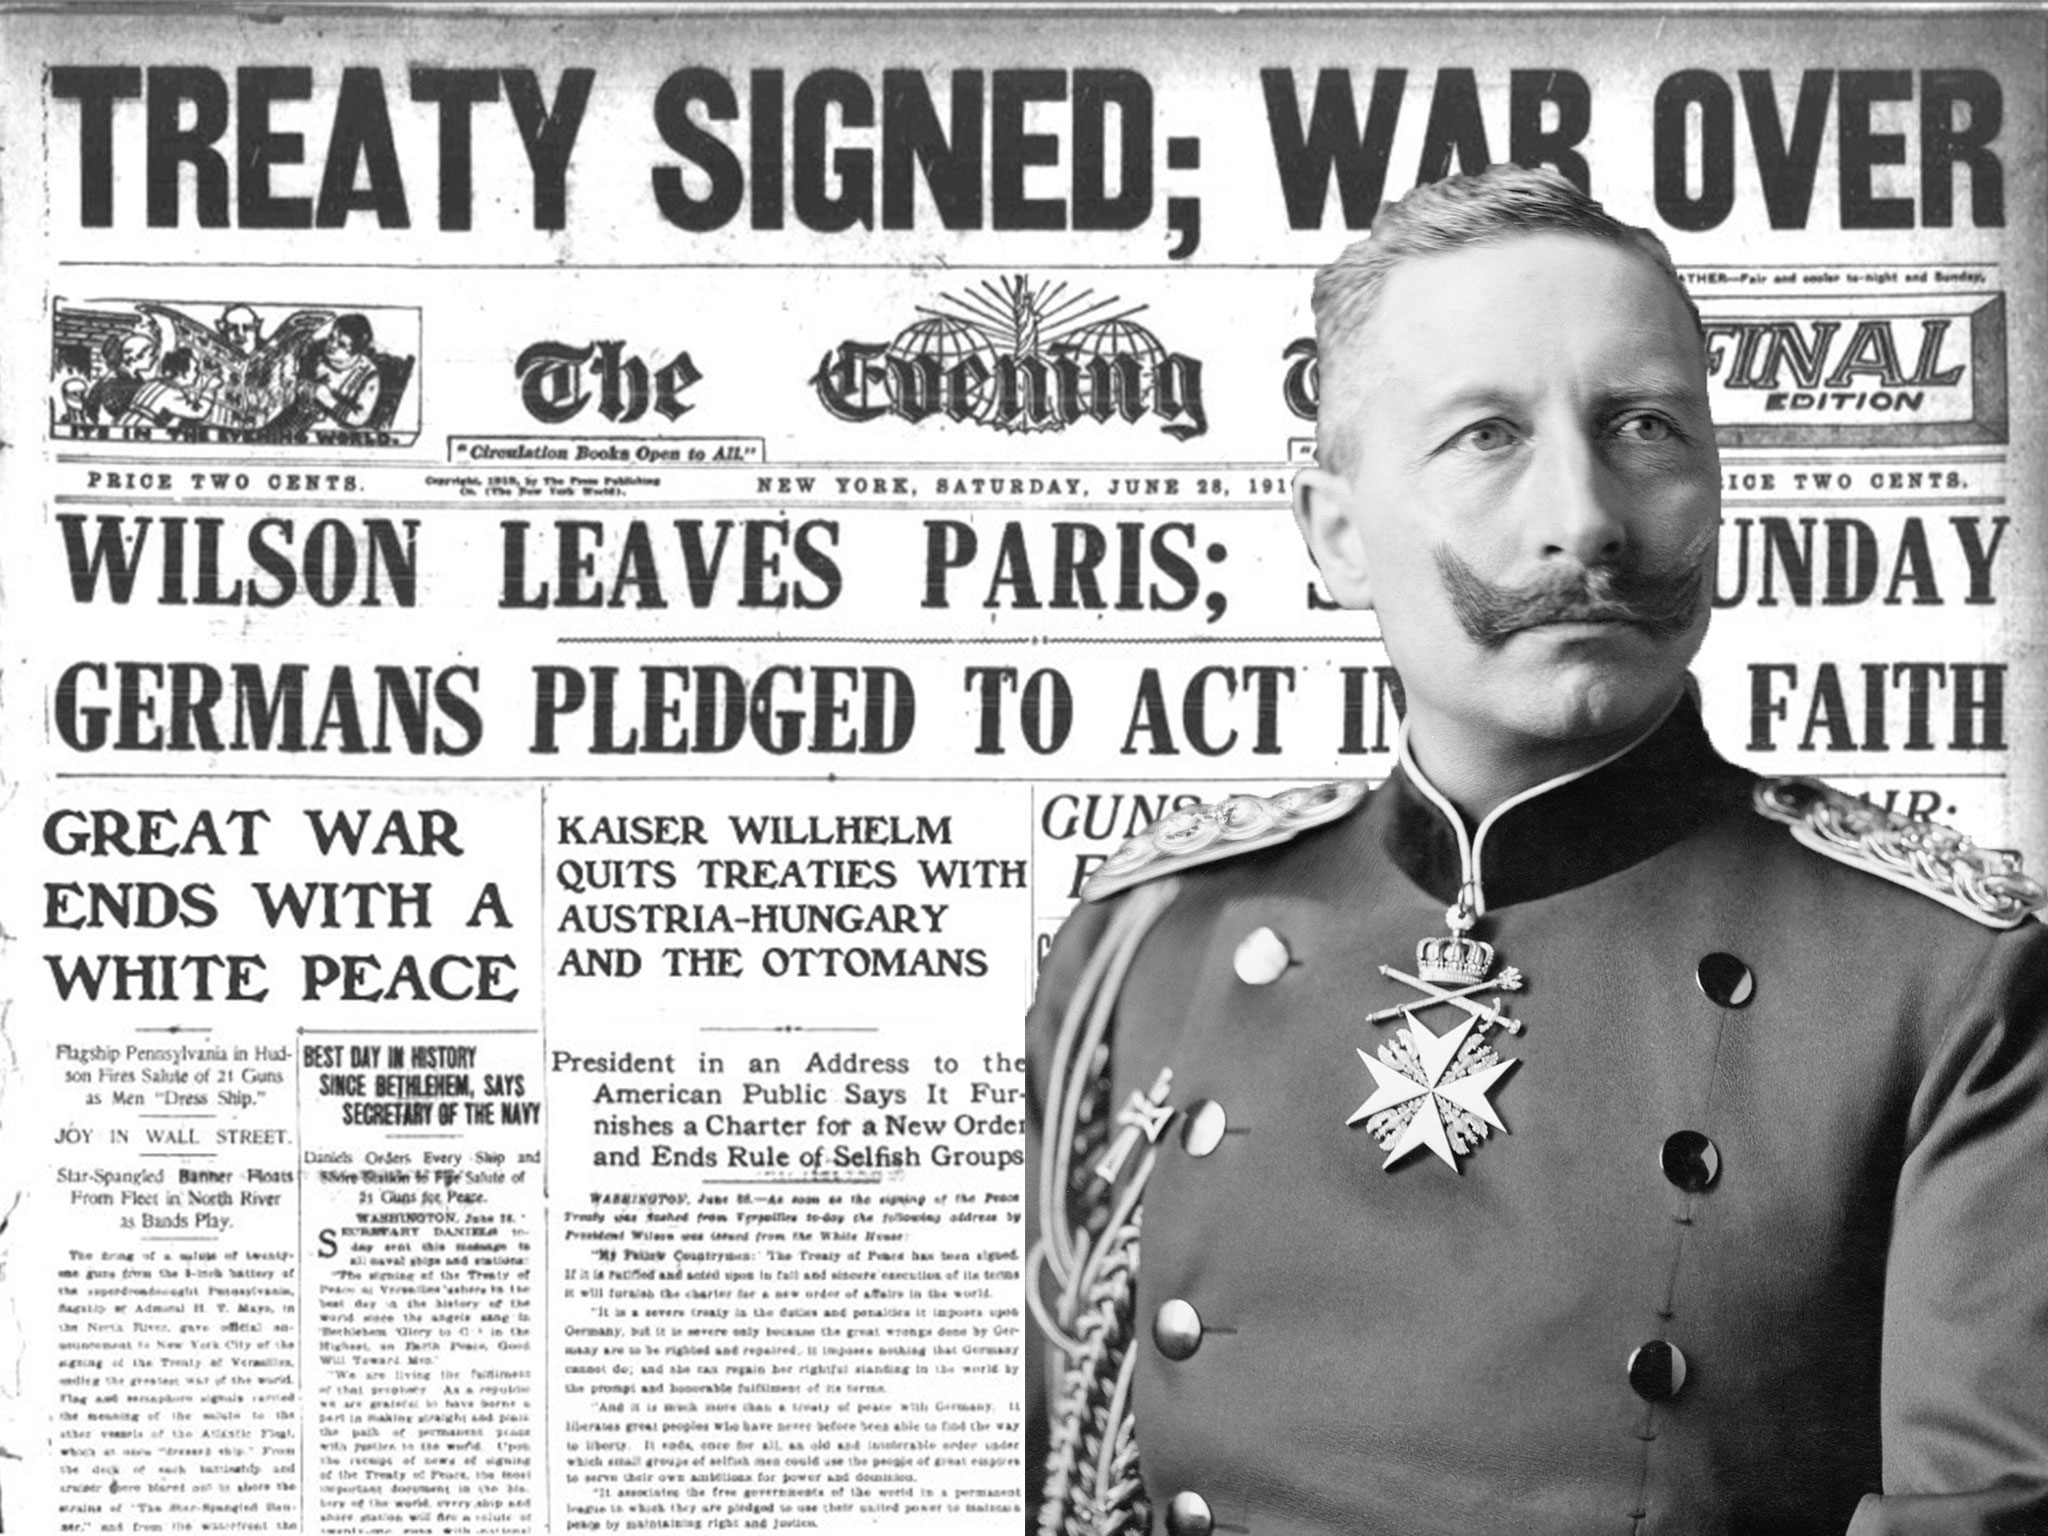 TREATY SIGNED; WAR OVER
THER—Fair and cooler to-night and Sunday.
EYE IN THE EVENING WORLD.
The Evening
FINAL
EDITION
"Circulation Books Open to All."
PRICE TWO CENTS.
Copyright, 1919, by The Press Publishing
Co. (The New York World).
NEW YORK, SATURDAY, JUNE 28, 191
RICE TWO CENTS.
WILSON LEAVES PARIS; S UNDAY
GERMANS PLEDGED TO ACT IN FAITH
GREAT WAR
ENDS WITH A
WHITE PEACE
Flagship Pennsylvania in Hud-
son Fires Salute of 21 Guns
as Men "Dress Ship."
JOY IN WALL STREET.
Star-Spangled Banner Floats
From Fleet in North River
as Bands Play.
The firing of a salute of twenty-
one guns from the 8-inch battery of
the superdreadnought Pennsylvania,
flagship of Admiral H. T. Mayo, in
the North River, gave official an-
nouncement to New York City of the
signing of the Treaty of Versailles,
ending the greatest war of the world.
Flag and semaphore signals carried
the meaning of the salute to the
other vessels of the Atlantic Fleet,
which at once "dressed ship." From
the deck of each battleship and
cruiser there blared out to shore the
strains of "The Star-Spangled Ban-
ner," and from the waterfront the
BEST DAY IN HISTORY
SINCE BETHLEHEM, SAYS
SECRETARY OF THE NAVY
Daniels Orders Every Ship and
Shore Station to Fire Salute of
21 Guns for Peace.
WASHINGTON, June 28.
SECRETARY DANIELS to-
day sent this message to
all naval ships and stations:
"The signing of the Treaty of
Peace at Versailles ushers in the
best day in the history of the
world since the angels sang in
Bethlehem 'Glory to G in the
Highest, on Earth Peace, Good
Will Toward Men.'
"We are living the fulfilment
of that prophecy. As a republic
we are grateful to have borne a
part in making straight and plain
the path of permanent peace
with justice to the world. Upon
the receipt of news of signing
of the Treaty of Peace, the most
important document in the his-
tory of the world, every ship and
shore station will fire a salute of
twenty-one guns with national
KAISER WILLHELM
QUITS TREATIES WITH
AUSTRIA-HUNGARY
AND THE OTTOMANS
President in an Address to the
American Public Says It Fur-
nishes a Charter for a New Order
and Ends Rule of Selfish Groups
WASHINGTON, June 28.—As soon as the signing of the Peace
Treaty was flashed from Versailles to-day the following address by
President Wilson was issued from the White House:
"My Fellow Countrymen: The Treaty of Peace has been signed.
If it is ratified and acted upon in full and sincere execution of its terms
it will furnish the charter for a new order of affairs in the world.
"It is a severe treaty in the duties and penalties it imposes upon
Germany, but it is severe only because the great wrongs done by Ger-
many are to be righted and repaired; it imposes nothing that Germany
cannot do; and she can regain her rightful standing in the world by
the prompt and honorable fulfilment of its terms.
"And it is much more than a treaty of peace with Germany. It
liberates great peoples who have never before been able to find the way
to liberty. It ends, once for all, an old and intolerable order under
which small groups of selfish men could use the people of great empires
to serve their own ambitions for power and dominion.
"It associates the free governments of the world in a permanent
league in which they are pledged to use their united power to maintain
peace by maintaining right and justice.
GUNS
AIR: